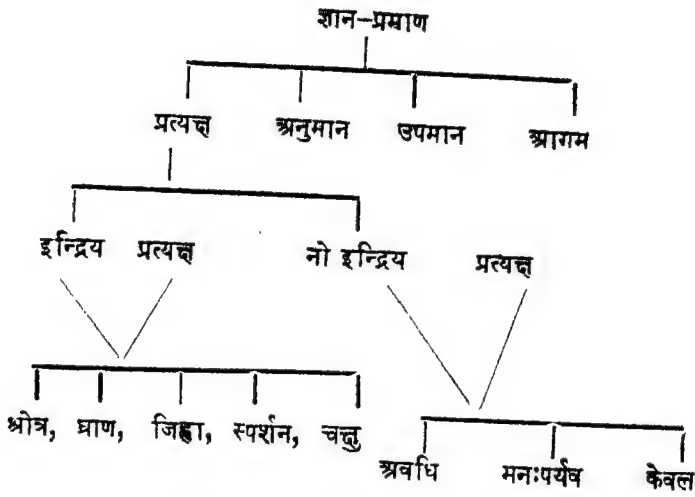 ज्ञान-प्रमाण
प्रत्यक्ष अनुमान उपमान आगम
इन्द्रिय प्रत्यक्ष नो इन्द्रिय प्रत्यक्ष
श्रोत्र, घ्राण, जिह्वा, स्पर्शन, चक्षु
अवधि मनःपर्यव केवल